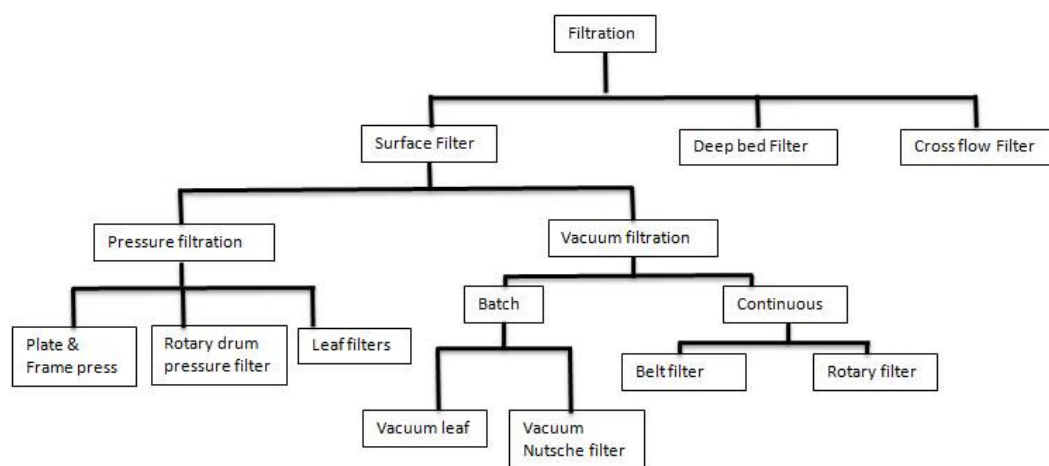 Filtration
Surface Filter
Deep bed Filter
Cross flow Filter
Pressure filtration
Vacuum filtration
Batch
Continuous
Plate &
Frame press
Rotary drum
pressure filter
Leaf filters
Belt filter
Rotary filter
Vacuum leaf
Vacuum
Nutsche filter